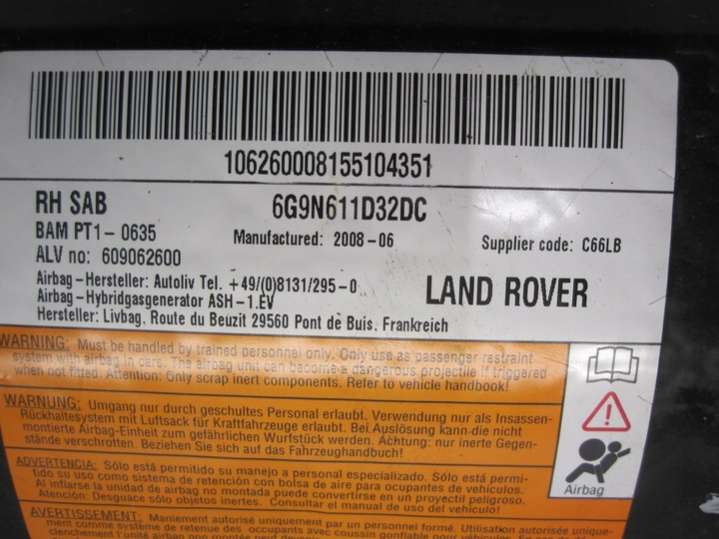 106260008155104351
RH SAB 6G9N611D32DC
BAM PT1-0635 Manufactured: 2008-06 Supplier code: C66LB
ALV no: 609062600
Airbag-Hersteller: Autoliv Tel. +49/(0)8131/295-0 LAND ROVER
Airbag-Hybridgasgenerator ASH-1.EV
Hersteller: Livbag. Route du Beuzit 29560 Pont de Buis. Frankreich
WARNING: Must be handled by trained personnel only. Only use as passenger restraint
system with airbag in care. The airbag unit can become a dangerous projectile if triggered
when not fitted. Attention: Only scrap inert components. Refer to vehicle handbook!
WARNUNG: Umgang nur durch geschultes Personal erlaubt. Verwendung nur als Insassen-
Rückhaltesystem mit Luftsack für Kraftfahrzeuge erlaubt. Bei Auslösung kann die nicht
montierte Airbag-Einheit zum gefährlichen Wurfstück werden. Achtung: nur inerte Gegen-
stände verschrotten. Beziehen Sie sich auf das Fahrzeughandbuch!
ADVERTENCIA: Sólo está permitido su manejo a personal especializado. Sólo está permi-
tido su uso como sistema de retención con bolsa de aire para ocupantes de vehículos.
Al inflarse la unidad de airbag no montada puede convertirse en un proyectil peligroso.
Atención: Desguace sólo objetos inertes. Consultar el manual de uso del vehículo!
Airbag
AVERTISSEMENT: Maniement autorisé uniquement par un personnel formé. Utilisation autorisée unique-
ment comme système de retenue des occupants avec coussin gonflable pour véhicules.